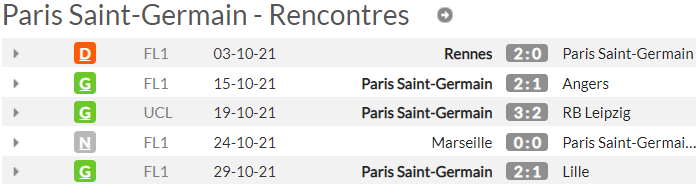 Paris Saint-Germain - Rencontres
D FL1 03-10-21 Rennes 2:0 Paris Saint-Germain
G FL1 15-10-21 Paris Saint-Germain 2:1 Angers
G UCL 19-10-21 Paris Saint-Germain 3:2 RB Leipzig
N FL1 24-10-21 Marseille 0:0 Paris Saint-Germai...
G FL1 29-10-21 Paris Saint-Germain 2:1 Lille